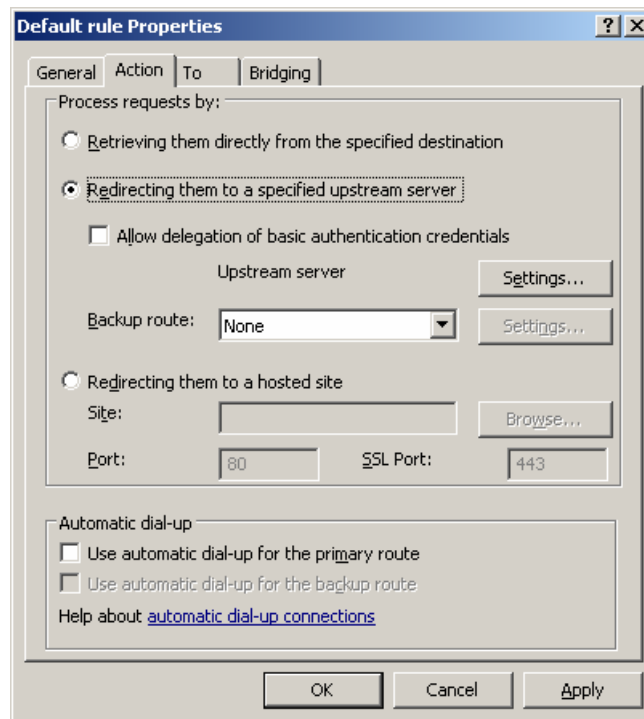 Default rule Properties
General Action To Bridging
Process requests by:
Retrieving them directly from the specified destination
Redirecting them to a specified upstream server
Allow delegation of basic authentication credentials
Upstream server Settings...
Backup route: None Settings...
Redirecting them to a hosted site
Site: Browse...
Port: 80 SSL Port: 443
Automatic dial-up
Use automatic dial-up for the primary route
Use automatic dial-up for the backup route
Help about automatic dial-up connections
OK Cancel Apply